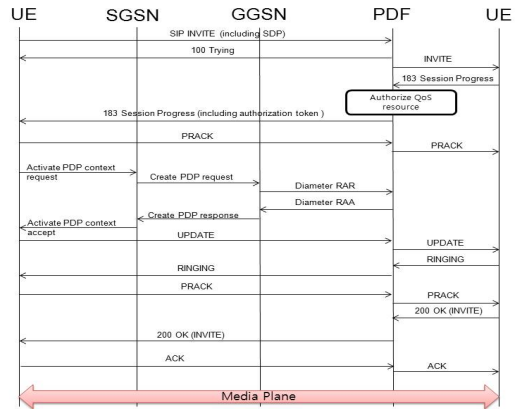 UE SGSN GGSN PDF UE
SIP INVITE (including SDP)
100 Trying
INVITE
183 Session Progress
Authorize QoS
resource
183 Session Progress (including authorization token )
PRACK
PRACK
Activate PDP context
request
Create PDP request
Diameter RAR
Diameter RAA
Create PDP response
Activate PDP context
accept
UPDATE
UPDATE
RINGING
RINGING
PRACK
PRACK
200 OK (INVITE)
200 OK (INVITE)
ACK
ACK
Media Plane